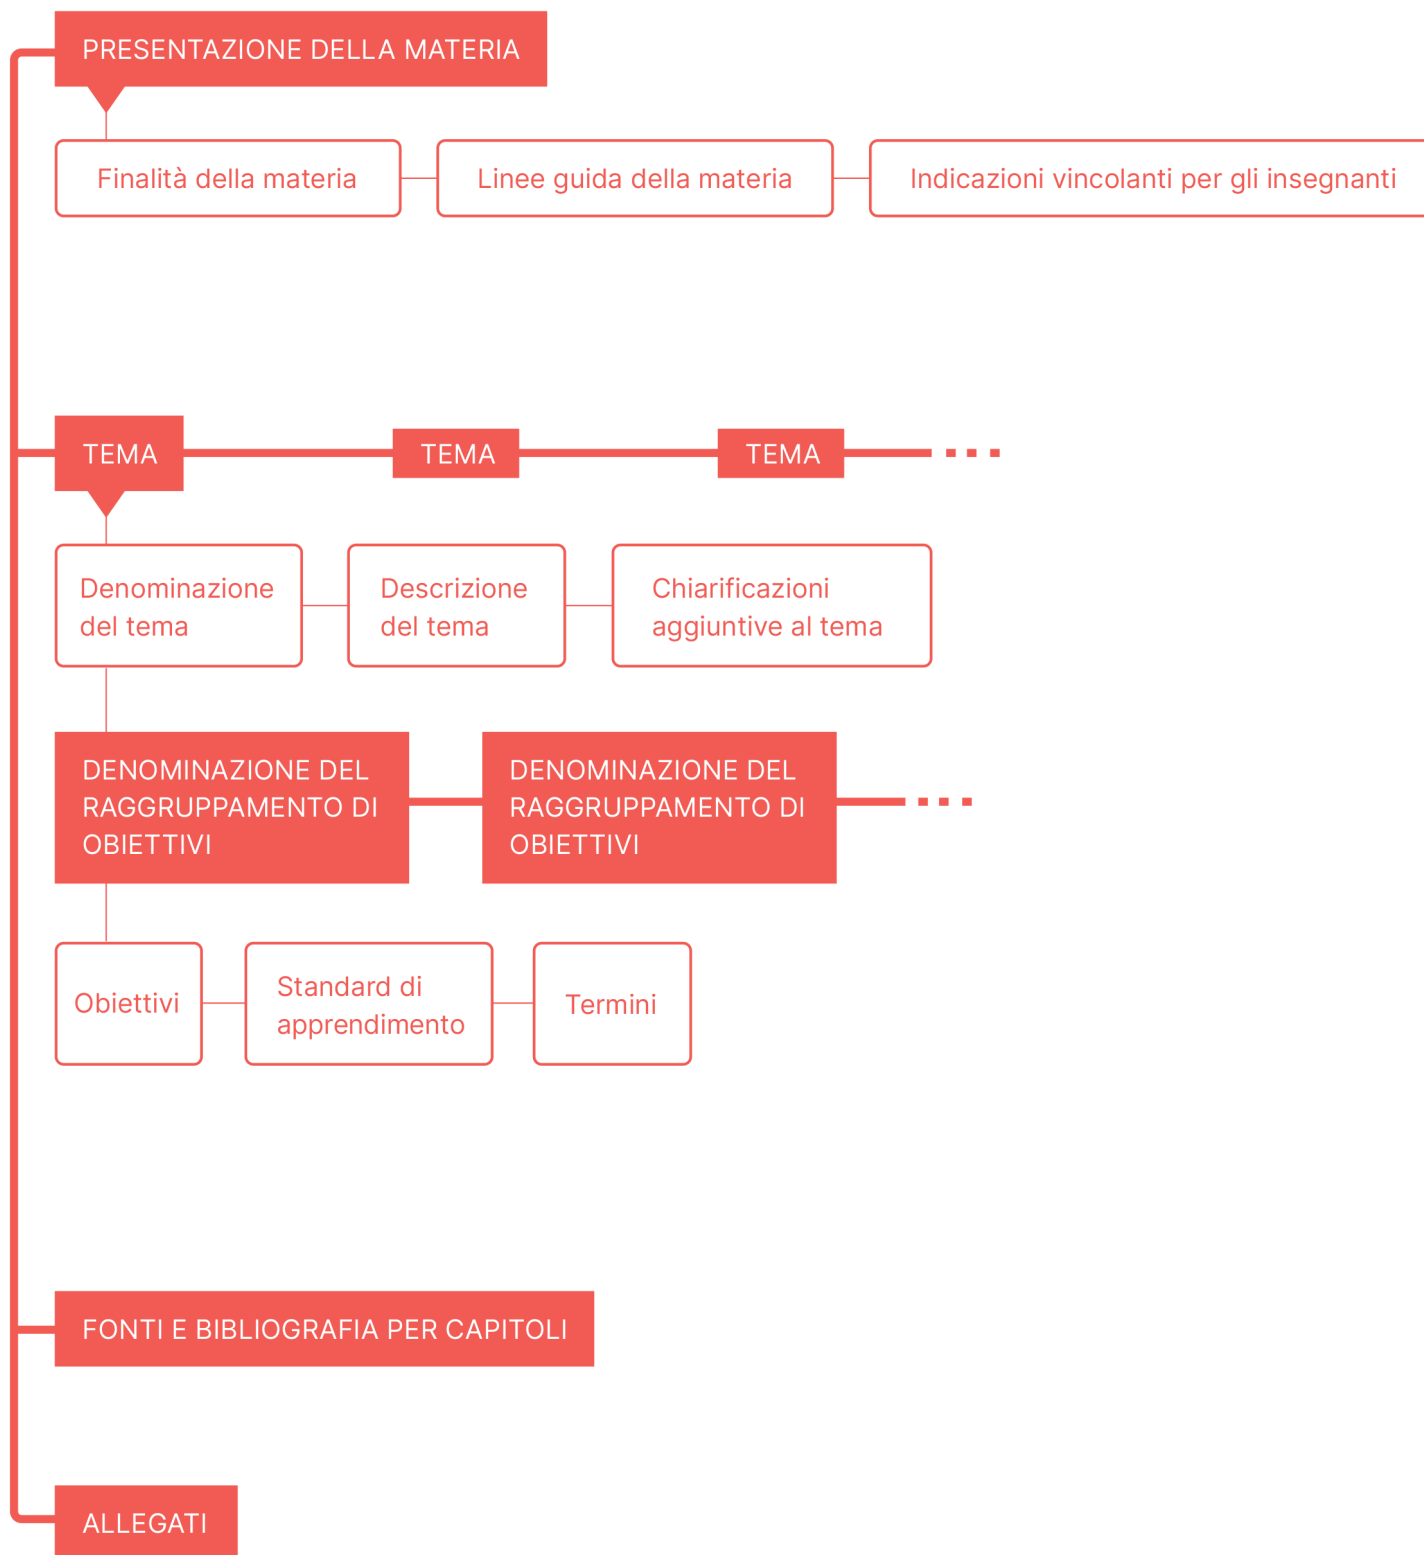 PRESENTAZIONE DELLA MATERIA
Finalità della materia
Linee guida della materia
Indicazioni vincolanti per gli insegnanti
TEMA
TEMA
TEMA
Denominazione
del tema
Descrizione
del tema
Chiarificazioni
aggiuntive al tema
DENOMINAZIONE DEL
RAGGRUPPAMENTO DI
OBIETTIVI
DENOMINAZIONE DEL
RAGGRUPPAMENTO DI
OBIETTIVI
Obiettivi
Standard di
apprendimento
Termini
FONTI E BIBLIOGRAFIA PER CAPITOLI
ALLEGATI